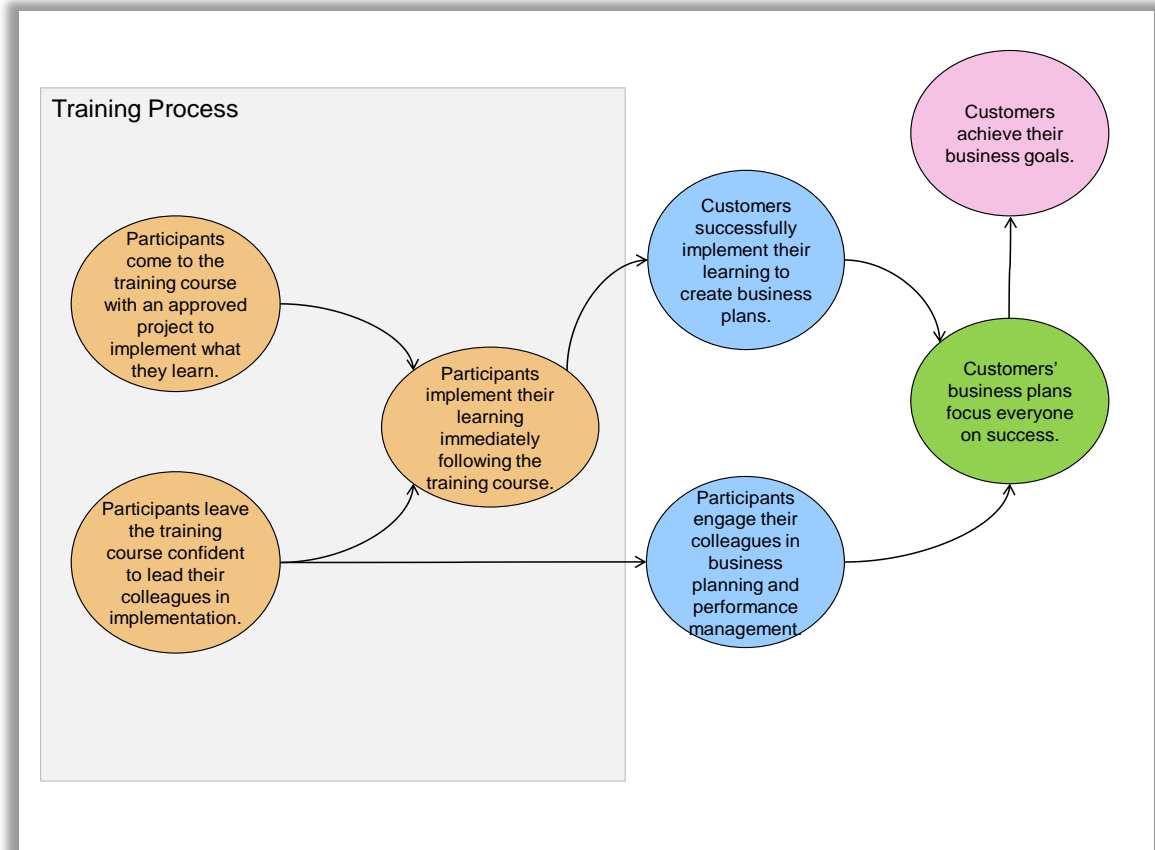 Training Process
Participants
come to the
training course
with an approved
project to
implement what
they learn.
Participants leave
the training
course confident
to lead their
colleagues in
implementation.
Participants
implement their
learning
immediately
following the
training course.
Customers
successfully
implement their
learning to
create business
plans.
Participants
engage their
colleagues in
business
planning and
performance
management.
Customers
achieve their
business goals.
Customers’
business plans
focus everyone
on success.